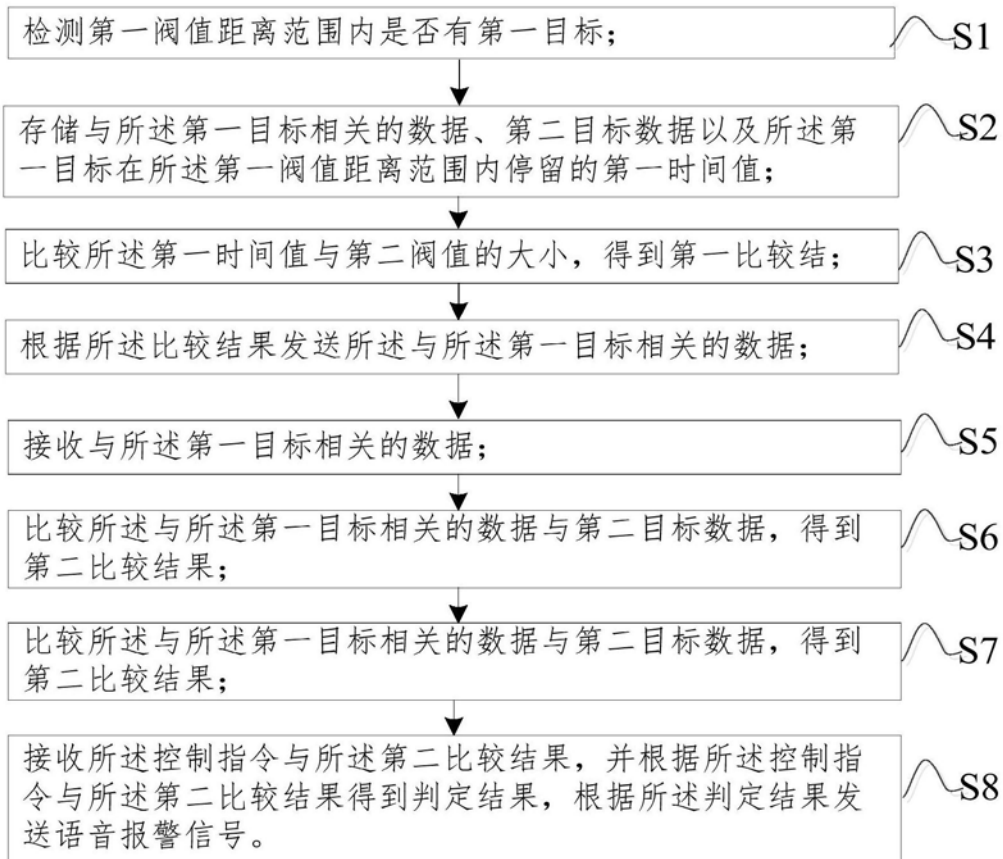 检测第一阀值距离范围内是否有第一目标；
S1
存储与所述第一目标相关的数据、第二目标数据以及所述第
一目标在所述第一阀值距离范围内停留的第一时间值；
S2
比较所述第一时间值与第二阀值的大小，得到第一比较结；
S3
根据所述比较结果发送所述与所述第一目标相关的数据；
S4
接收与所述第一目标相关的数据；
S5
比较所述与所述第一目标相关的数据与第二目标数据，得到
第二比较结果；
S6
比较所述与所述第一目标相关的数据与第二目标数据，得到
第二比较结果；
S7
接收所述控制指令与所述第二比较结果，并根据所述控制指
令与所述第二比较结果得到判定结果，根据所述判定结果发
送语音报警信号。
S8